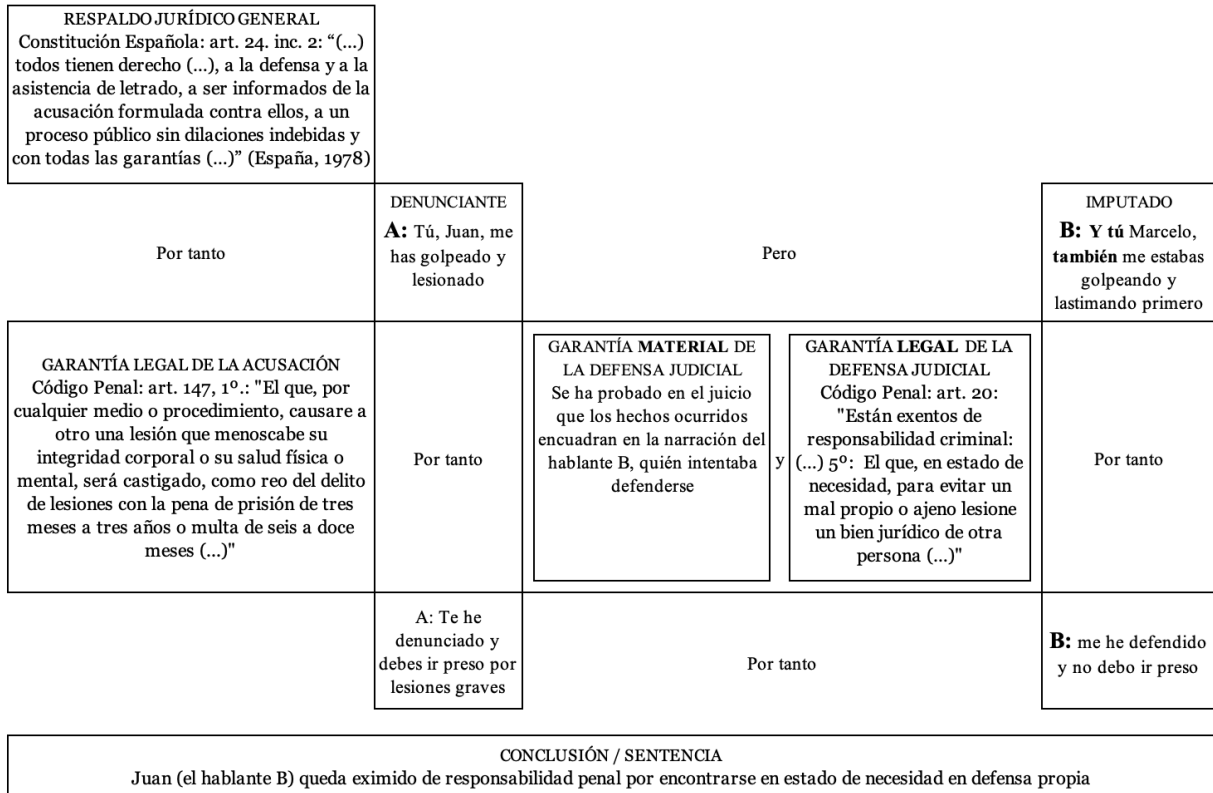 RESPALDO JURÍDICO GENERAL
Constitución Española: art. 24. inc. 2: “(...)
todos tienen derecho (...), a la defensa y a la
asistencia de letrado, a ser informados de la
acusación formulada contra ellos, a un
proceso público sin dilaciones indebidas y
con todas las garantías (...)” (España, 1978)
Por tanto
DENUNCIANTE
A: Tú, Juan, me
has golpeado y
lesionado
Pero
IMPUTADO
B: Y tú Marcelo,
también me estabas
golpeando y
lastimando primero
GARANTÍA LEGAL DE LA ACUSACIÓN
Código Penal: art. 147, 1º.: "El que, por
cualquier medio o procedimiento, causare a
otro una lesión que menoscabe su
integridad corporal o su salud física o
mental, será castigado, como reo del delito
de lesiones con la pena de prisión de tres
meses a tres años o multa de seis a doce
meses (...)"
Por tanto
GARANTÍA MATERIAL DE
LA DEFENSA JUDICIAL
Se ha probado en el juicio
que los hechos ocurridos
encuadran en la narración del
hablante B, quién intentaba
defenderse
y
GARANTÍA LEGAL DE LA
DEFENSA JUDICIAL
Código Penal: art. 20:
"Están exentos de
responsabilidad criminal:
(...) 5º: El que, en estado de
necesidad, para evitar un
mal propio o ajeno lesione
un bien jurídico de otra
persona (...)"
Por tanto
A: Te he
denunciado y
debes ir preso por
lesiones graves
Por tanto
B: me he defendido
y no debo ir preso
CONCLUSIÓN / SENTENCIA
Juan (el hablante B) queda eximido de responsabilidad penal por encontrarse en estado de necesidad en defensa propia